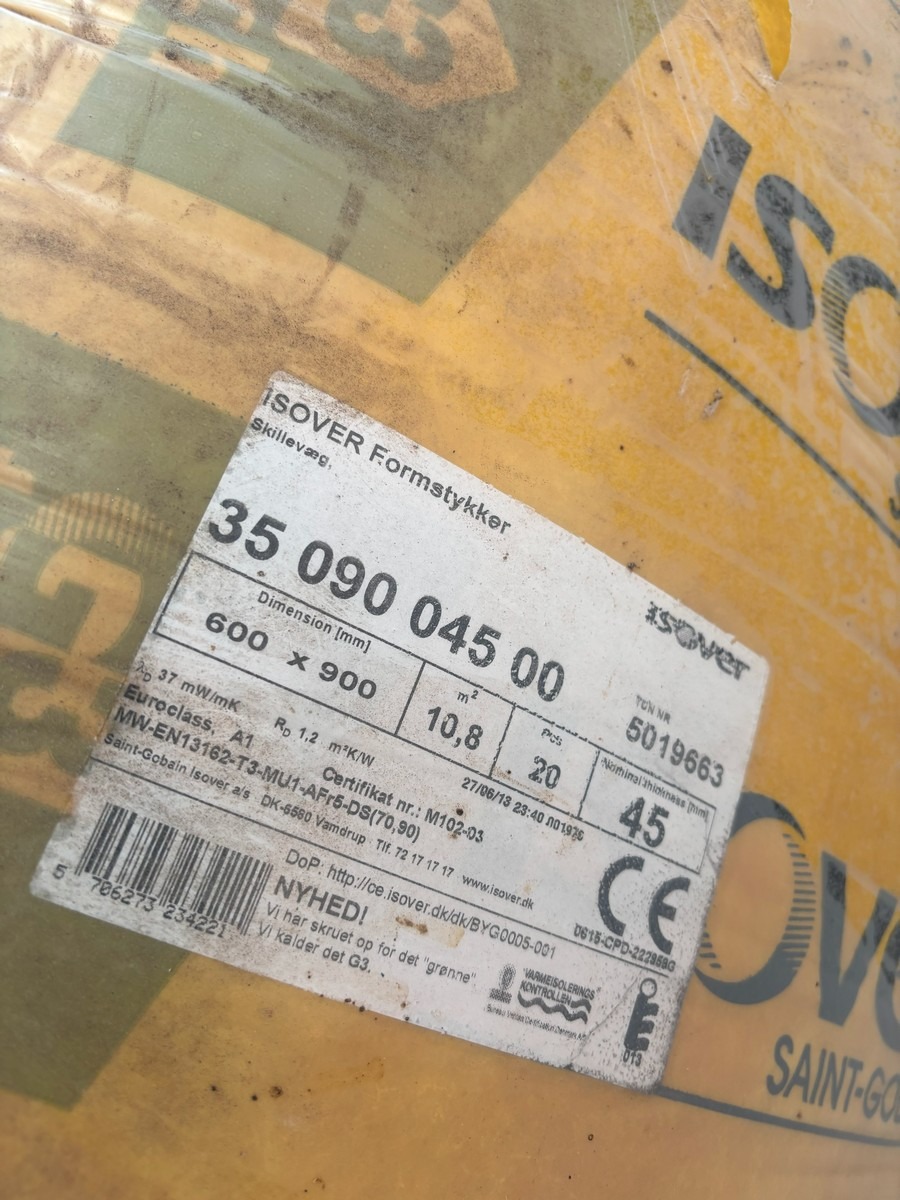 ISOVER
ISOVER Formstykker
Skillevæg,
35 090 045 00
isover
TUN NR
5019663
Dimension [mm]
600 x 900
m²
10,8
Pcs
20
Nominal thickness [mm]
45
λD 37 mW/mK
RD 1,2 m²K/W
27/06/13 23:40
Euroclass, A1
Certifikat nr.: M102-03
MW-EN13162-T3-MU1-AFr5-DS(70,90)
Saint-Gobain Isover a/s DK-6580 Vamdrup Tlf. 72 17 17 17 www.isover.dk
CE
DoP: http://ce.isover.dk/dk/BYG0005-001
5 706273 234221
NYHED!
Vi har skruet op for det "grønne"
Vi kalder det G3.
VARMEISOLERINGS
KONTROLLEN
013
SAINT-GO